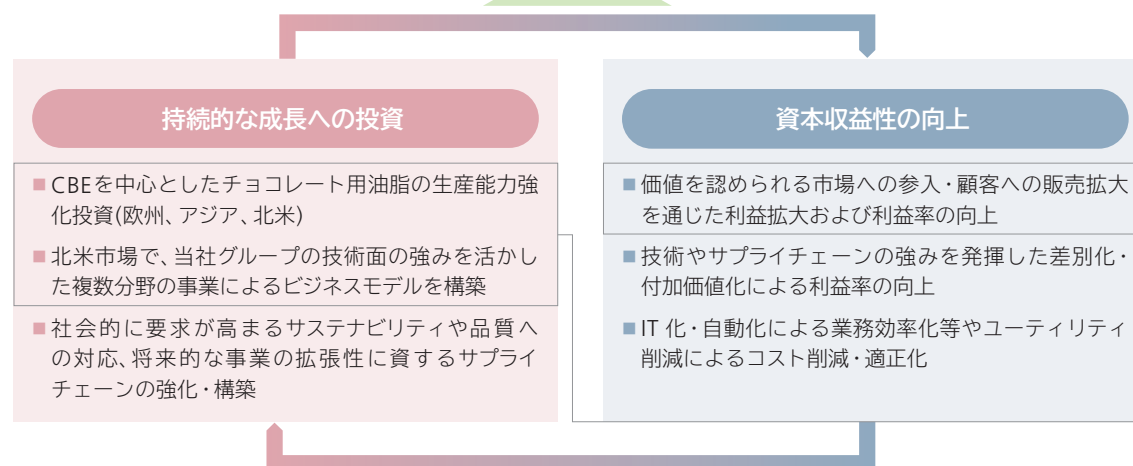 持続的な成長への投資
■ CBEを中心としたチョコレート用油脂の生産能力強
化投資(欧州、アジア、北米)
■ 北米市場で、当社グループの技術面の強みを活かし
た複数分野の事業によるビジネスモデルを構築
■ 社会的に要求が高まるサステナビリティや品質へ
の対応、将来的な事業の拡張性に資するサプライ
チェーンの強化・構築
資本収益性の向上
■ 価値を認められる市場への参入・顧客への販売拡大
を通じた利益拡大および利益率の向上
■ 技術やサプライチェーンの強みを発揮した差別化・
付加価値化による利益率の向上
■ IT 化・自動化による業務効率化等やユーティリティ
削減によるコスト削減・適正化